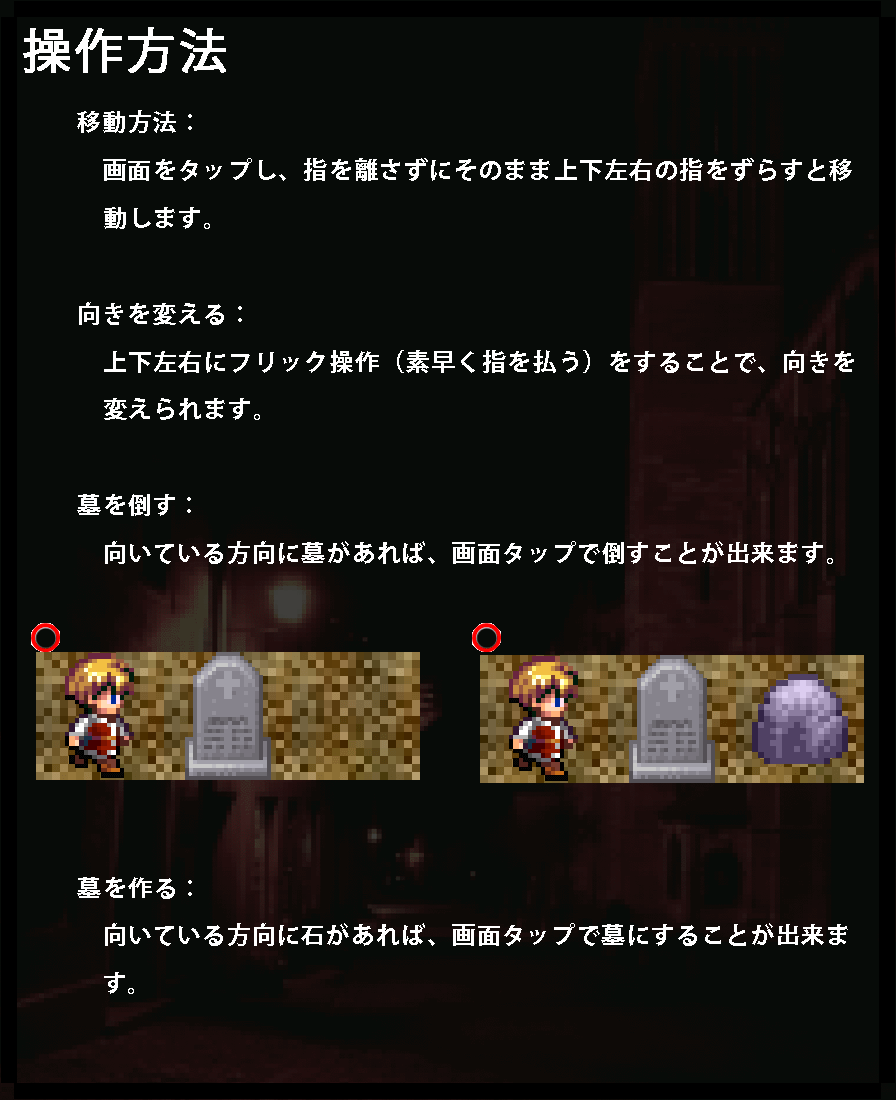 操作方法
移動方法：
画面をタップし、指を離さずにそのまま上下左右の指をずらすと移
動します。
向きを変える：
上下左右にフリック操作（素早く指を払う）をすることで、向きを
変えられます。
墓を倒す：
向いている方向に墓があれば、画面タップで倒すことが出来ます。
墓を作る：
向いている方向に石があれば、画面タップで墓にすることが出来ま
す。